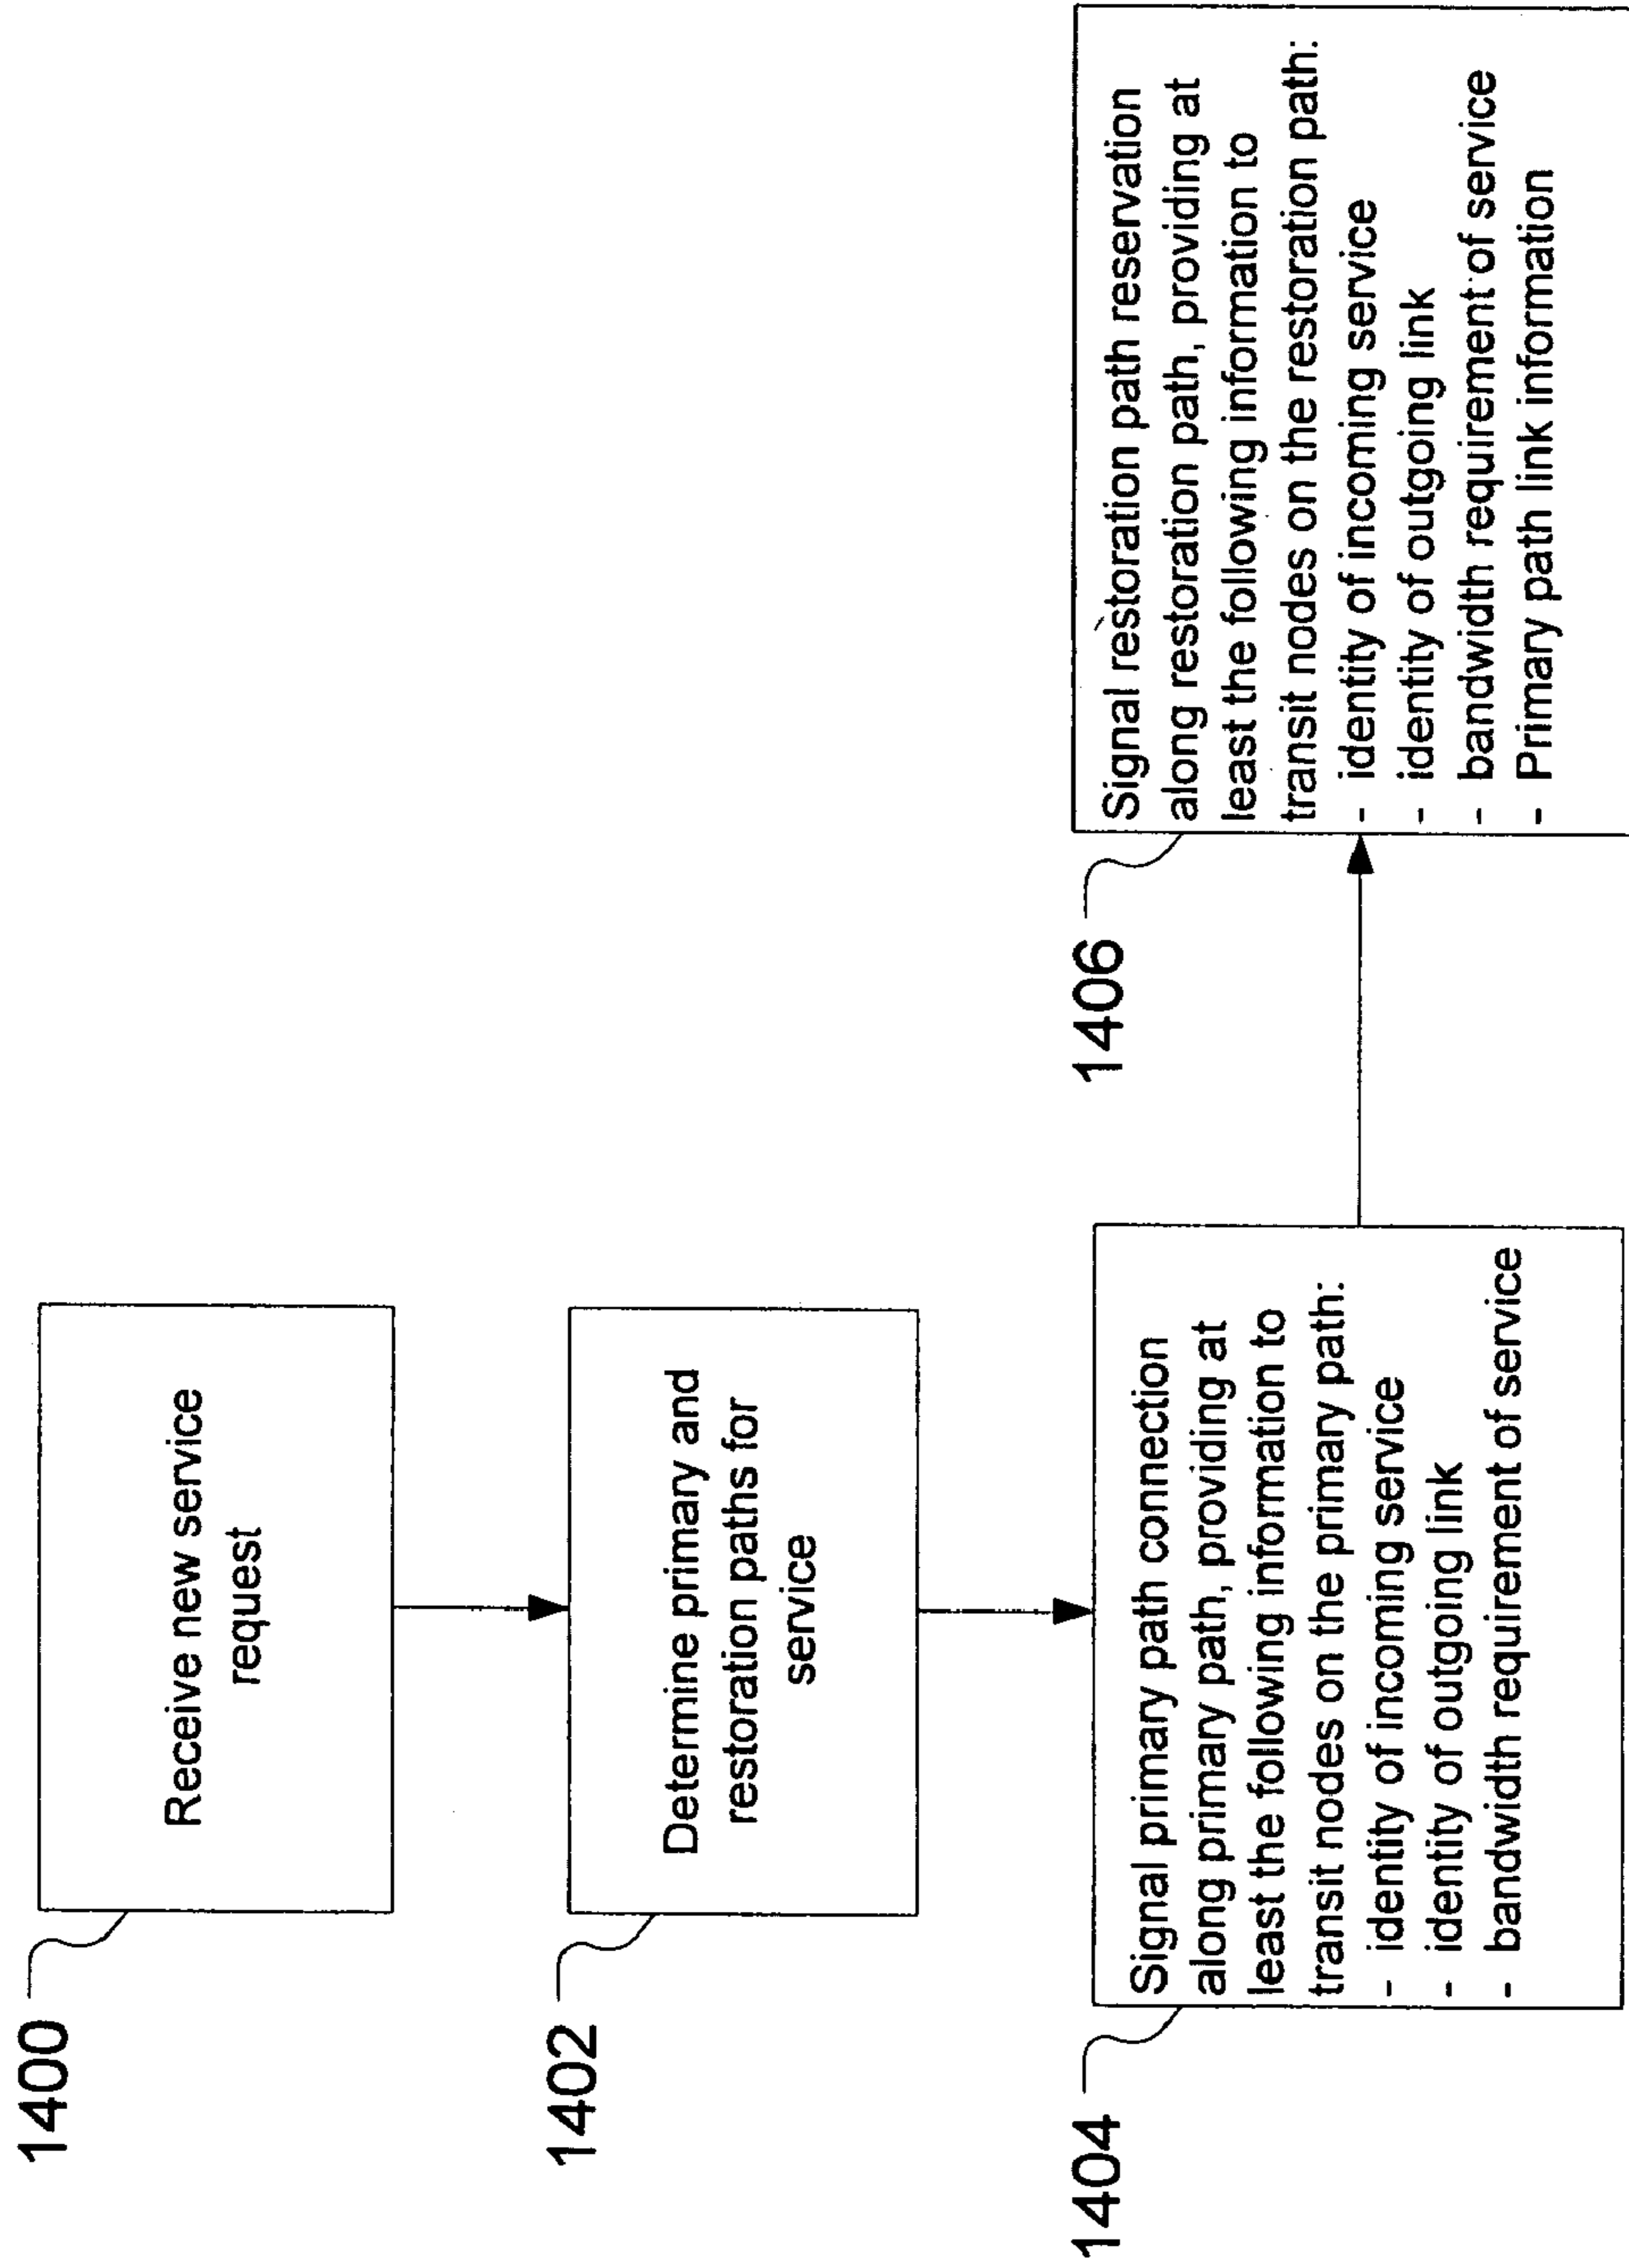 1400
Receive new service
request
1402
Determine primary and
restoration paths for
service
1404
Signal primary path connection
along primary path, providing at
least the following information to
transit nodes on the primary path:
- identity of incoming service
- identity of outgoing link
- bandwidth requirement of service
1406
Signal restoration path reservation
along restoration path, providing at
least the following information to
transit nodes on the restoration path:
- identity of incoming service
- identity of outgoing link
- bandwidth requirement of service
- Primary path link information